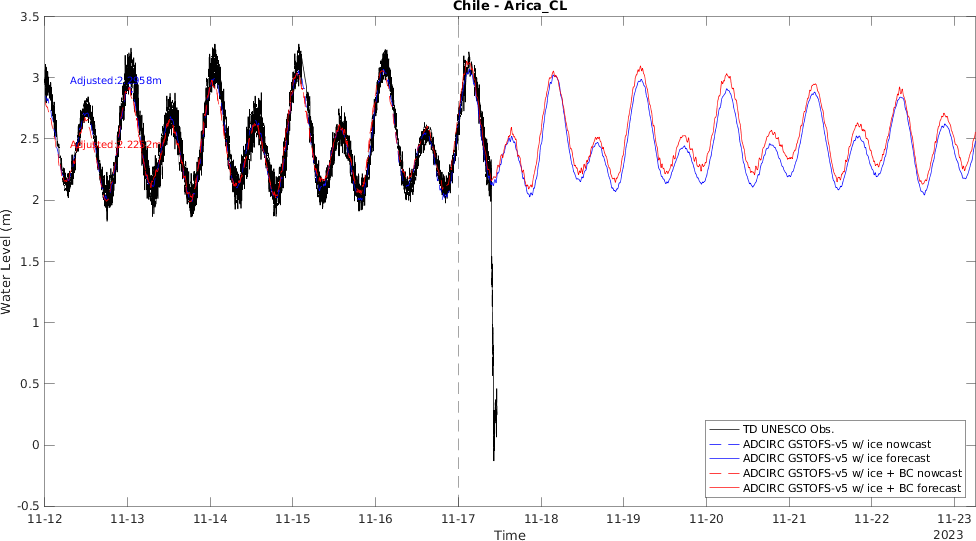 Chile - Arica_CL
3.5
3
2.5
2
1.5
1
0.5
0
-0.5
Water Level (m)
11-12
11-13
11-14
11-15
11-16
11-17
11-18
11-19
11-20
11-21
11-22
11-23
2023
Time
TD UNESCO Obs.
ADCIRC GSTOFS-v5 w/ ice nowcast
ADCIRC GSTOFS-v5 w/ ice forecast
ADCIRC GSTOFS-v5 w/ ice + BC nowcast
ADCIRC GSTOFS-v5 w/ ice + BC forecast